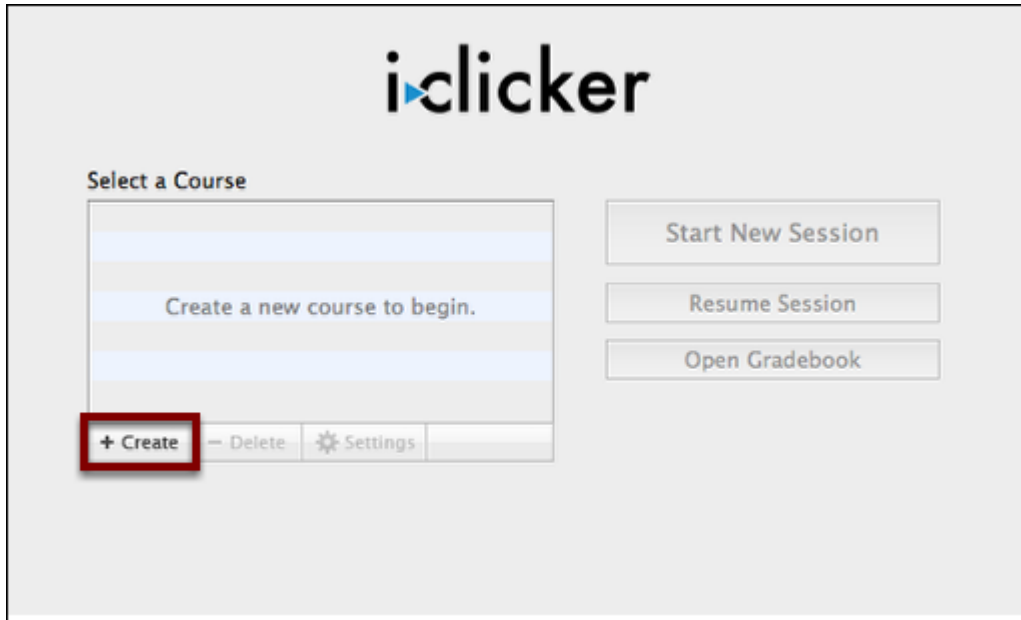 i▸clicker
Select a Course
Create a new course to begin.
+ Create
− Delete
Settings
Start New Session
Resume Session
Open Gradebook